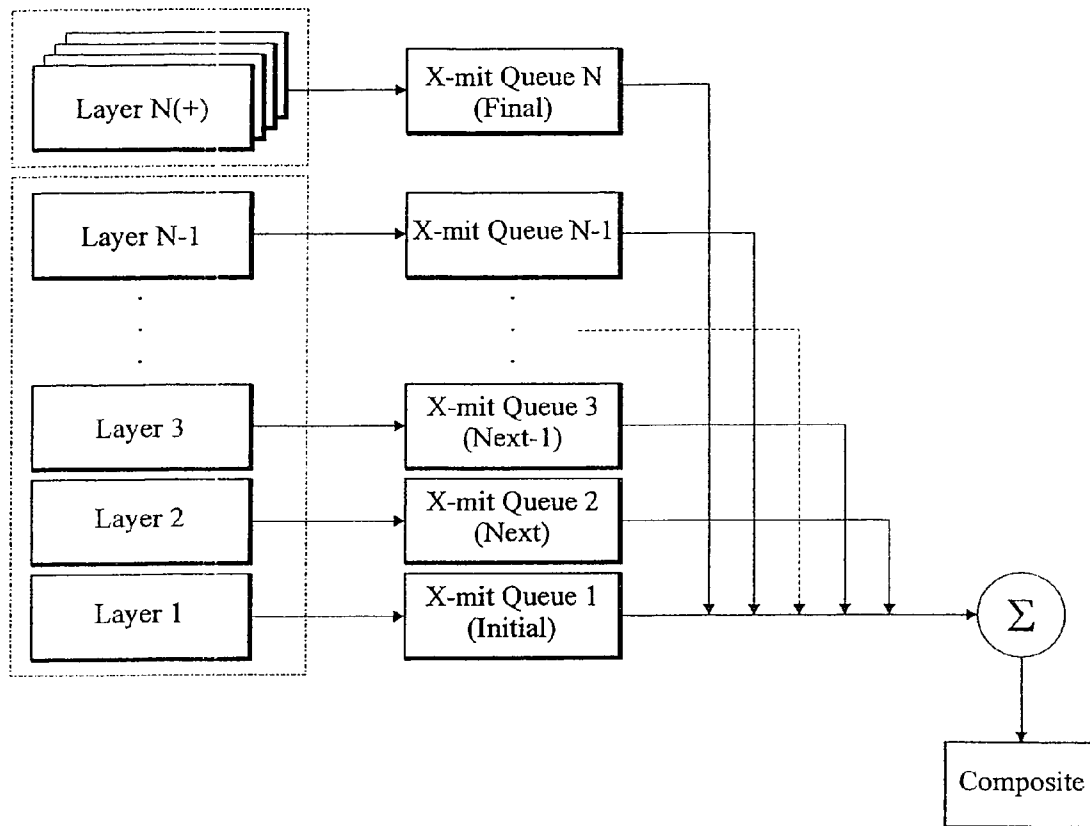 Layer N(+)
X-mit Queue N
(Final)
Layer N-1
X-mit Queue N-1
Layer 3
X-mit Queue 3
(Next-1)
Layer 2
X-mit Queue 2
(Next)
Layer 1
X-mit Queue 1
(Initial)
Σ
Composite